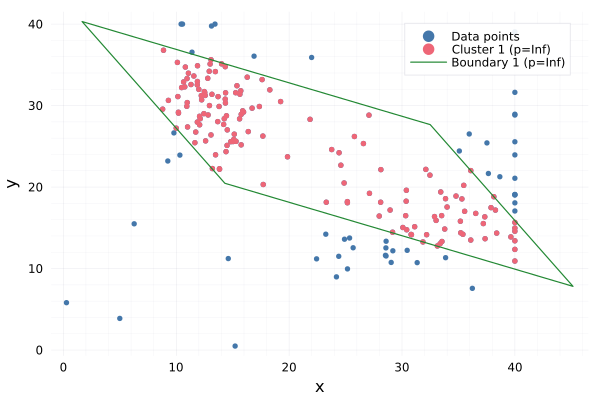 Data points
Cluster 1 (p=Inf)
Boundary 1 (p=Inf)
40
30
20
10
0
y
0 10 20 30 40
x